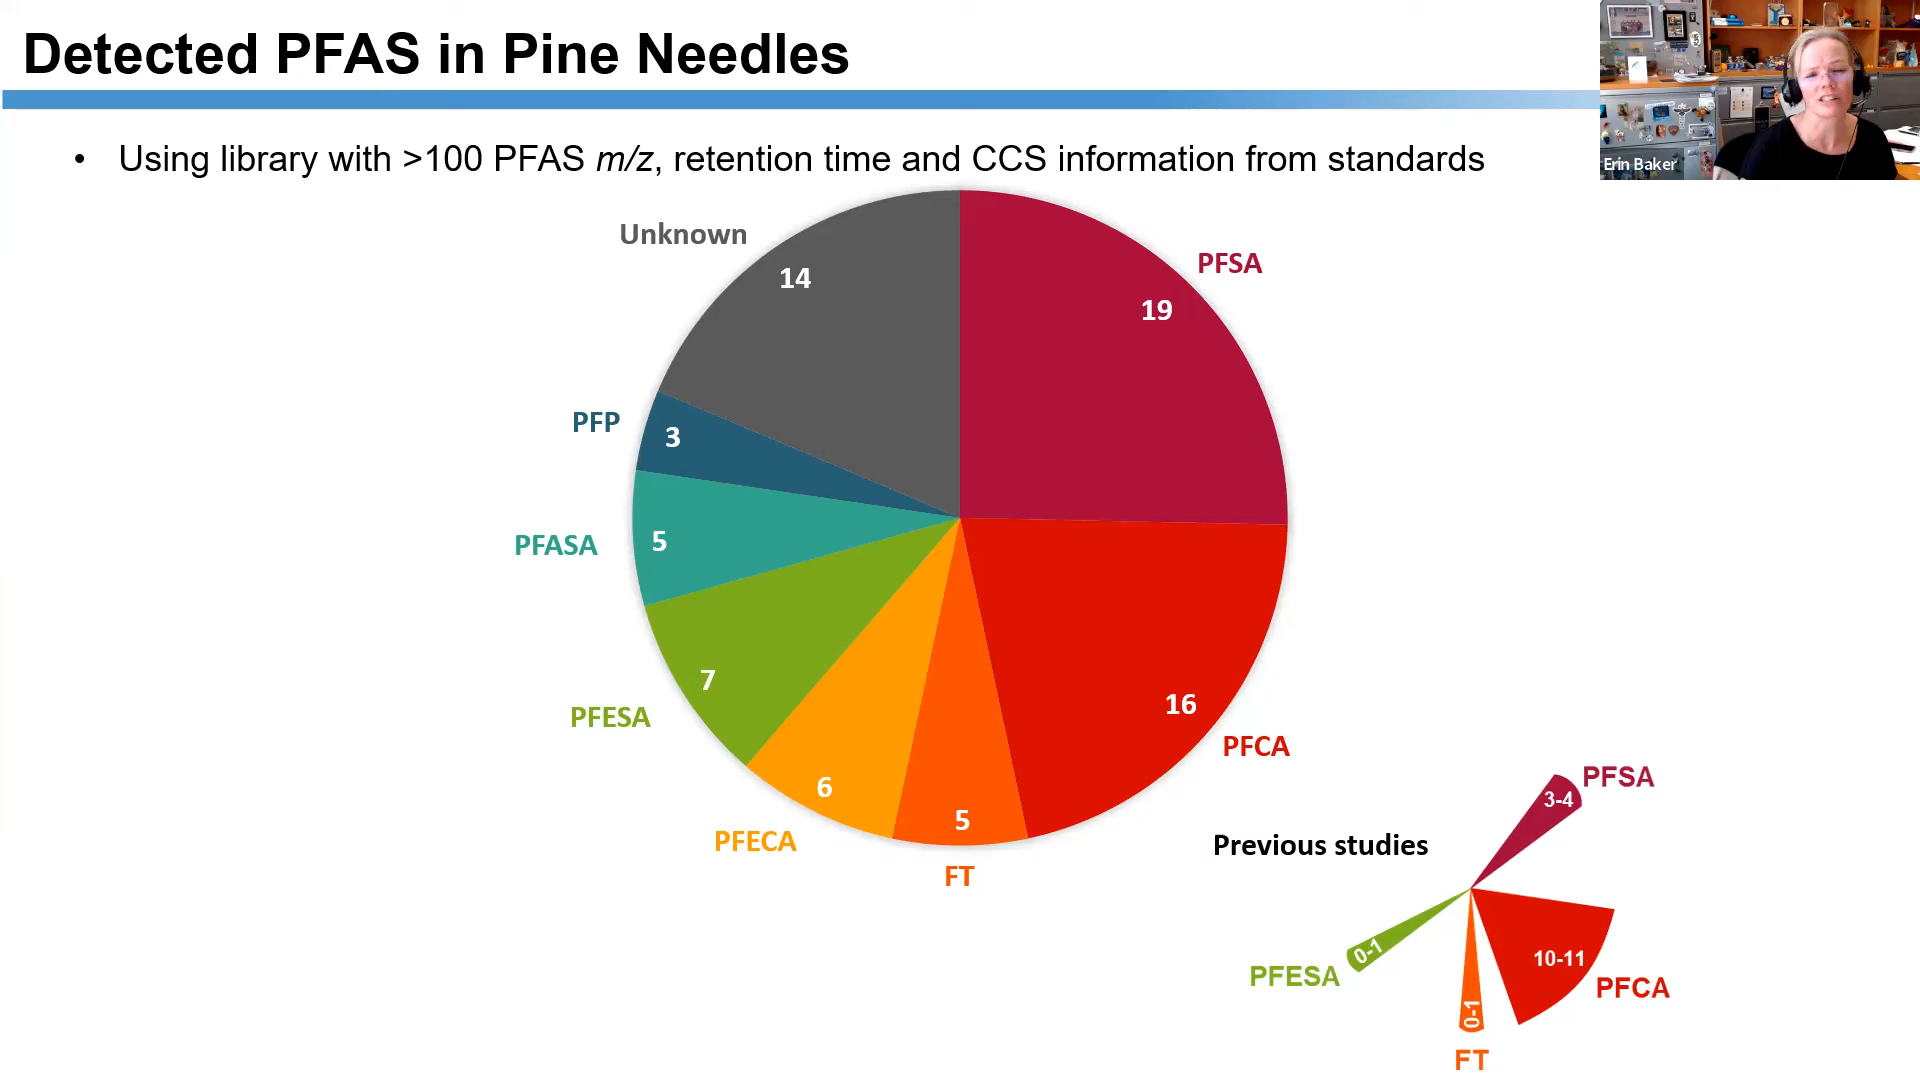 Detected PFAS in Pine Needles
Erin Baker
• Using library with >100 PFAS m/z, retention time and CCS information from standards
Unknown
14
PFSA
19
PFP
3
PFASA
5
PFESA
7
PFECA
6
FT
5
PFCA
16
Previous studies
PFSA
3-4
PFESA
0-1
FT
0-1
PFCA
10-11